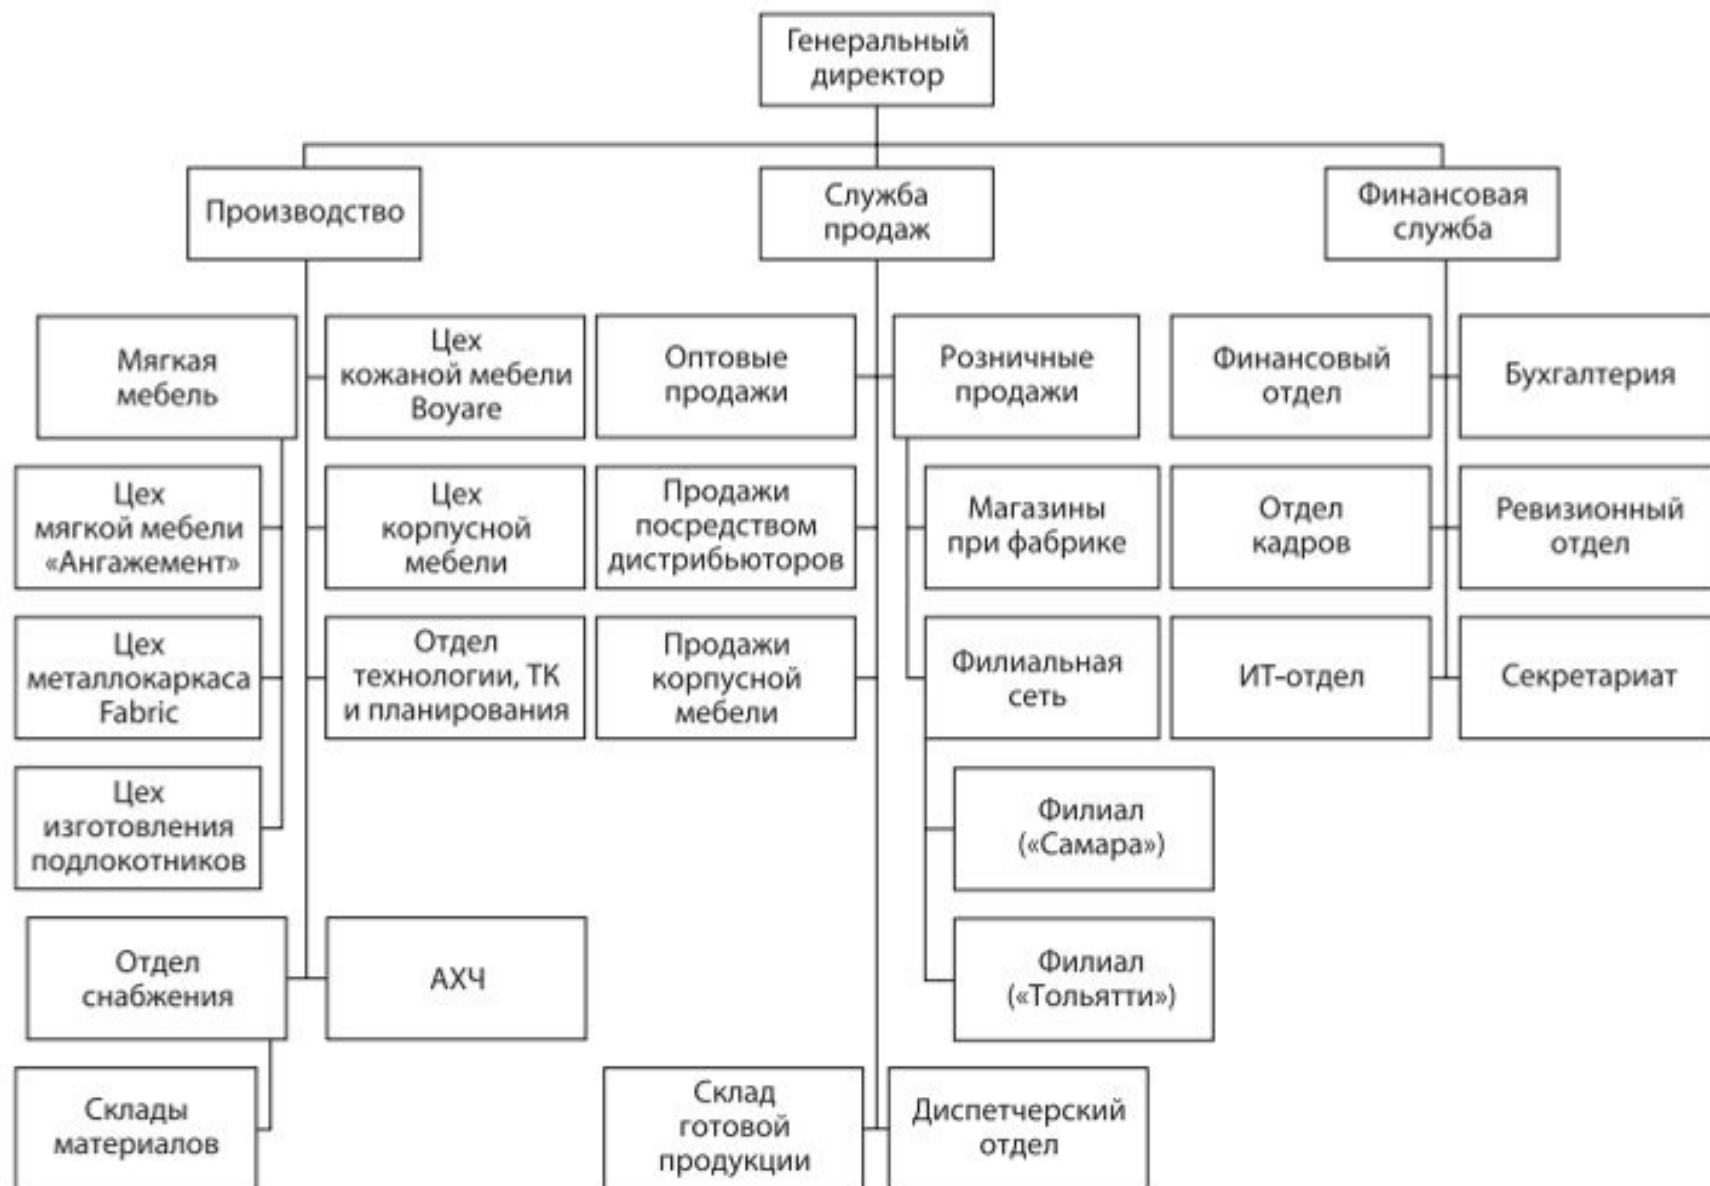 Генеральный
директор
Производство
Служба
продаж
Финансовая
служба
Мягкая
мебель
Цех
кожаной мебели
Boyare
Оптовые
продажи
Розничные
продажи
Финансовый
отдел
Бухгалтерия
Цех
мягкой мебели
«Ангажемент»
Цех
корпусной
мебели
Продажи
посредством
дистрибьюторов
Магазины
при фабрике
Отдел
кадров
Ревизионный
отдел
Цех
металлокаркаса
Fabric
Отдел
технологии, ТК
и планирования
Продажи
корпусной
мебели
Филиальная
сеть
ИТ-отдел
Секретариат
Цех
изготовления
подлокотников
Филиал
(«Самара»)
Отдел
снабжения
АХЧ
Филиал
(«Тольятти»)
Склады
материалов
Склад
готовой
продукции
Диспетчерский
отдел